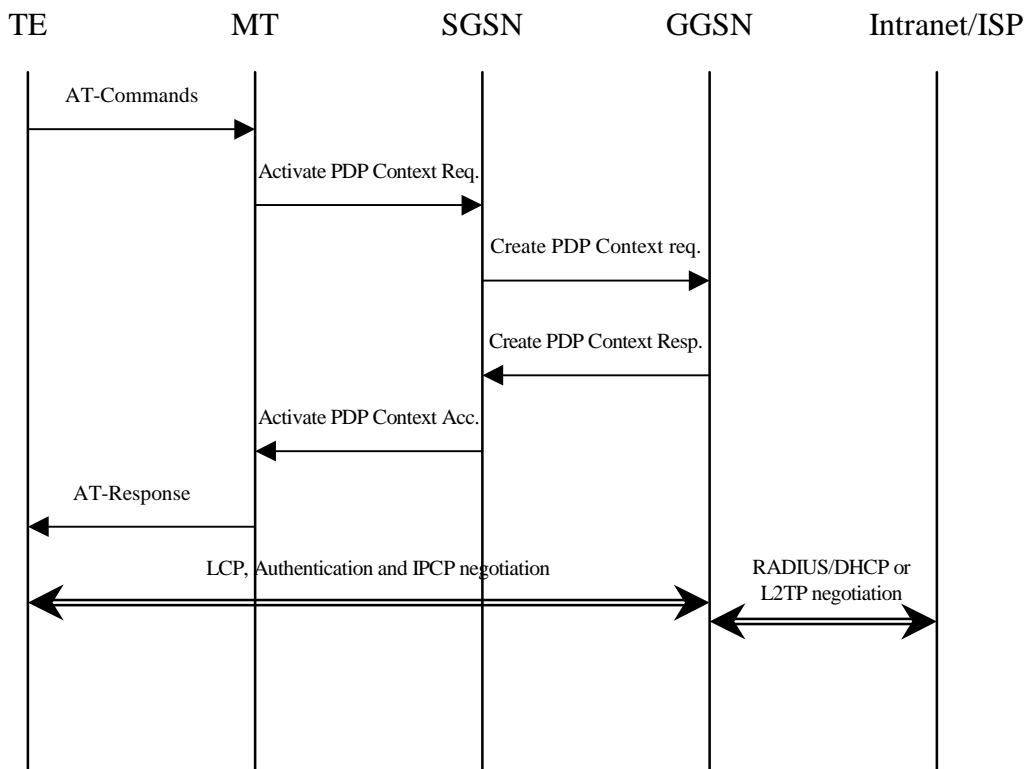 TE MT SGSN GGSN Intranet/ISP
AT-Commands
Activate PDP Context Req.
Create PDP Context req.
Create PDP Context Resp.
Activate PDP Context Acc.
AT-Response
LCP, Authentication and IPCP negotiation
RADIUS/DHCP or
L2TP negotiation